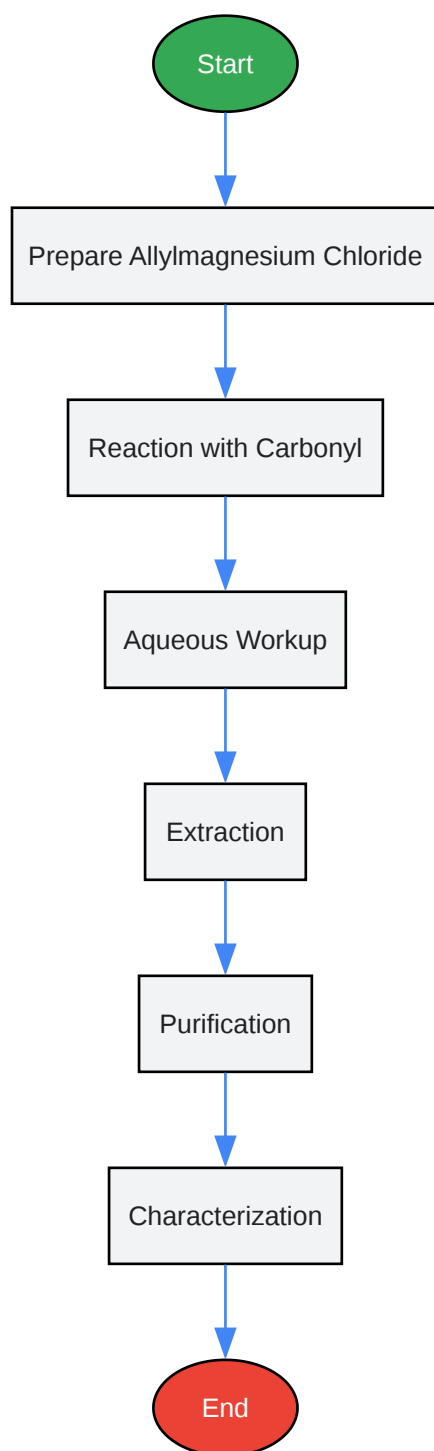 Start
Prepare Allylmagnesium Chloride
Reaction with Carbonyl
Aqueous Workup
Extraction
Purification
Characterization
End